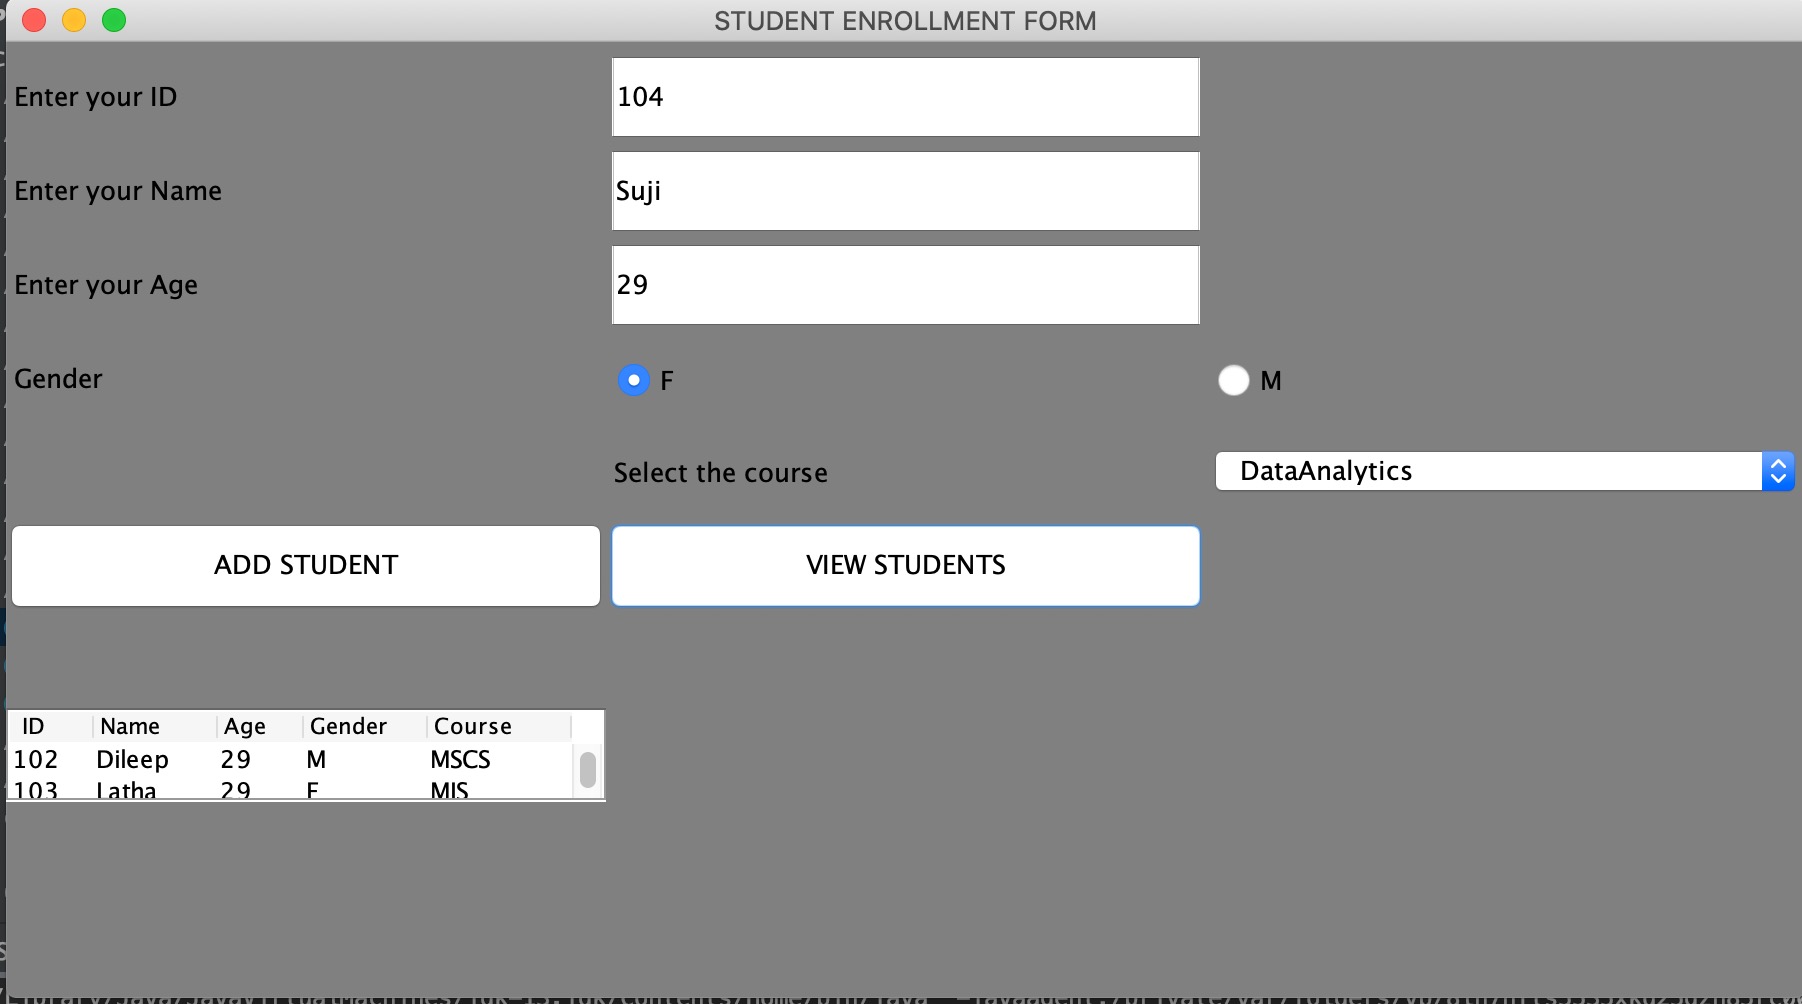 STUDENT ENROLLMENT FORM
Enter your ID 104
Enter your Name Suji
Enter your Age 29
Gender F M
Select the course DataAnalytics
ADD STUDENT VIEW STUDENTS
ID Name Age Gender Course
102 Dileep 29 M MSCS
103 Latha 29 F MIS